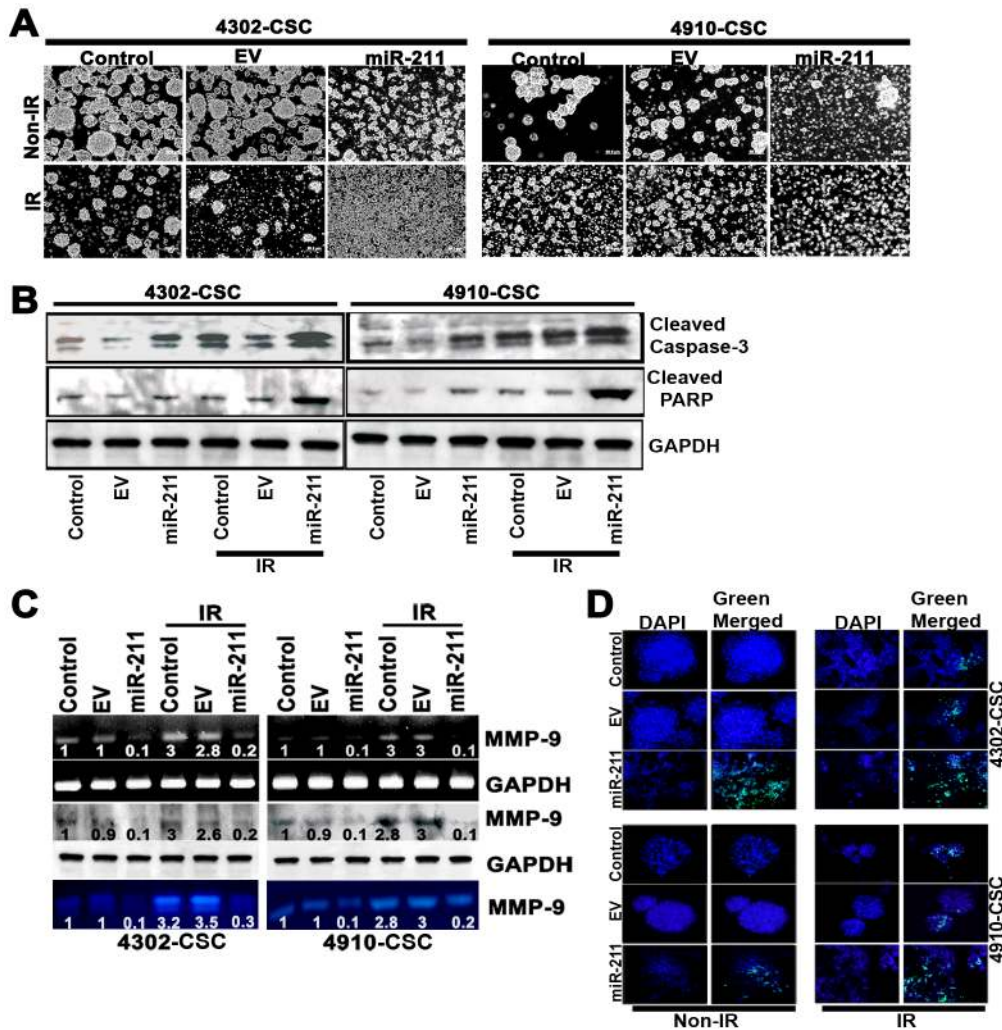 A
4302-CSC 4910-CSC
Control EV miR-211 Control EV miR-211
Non-IR
IR
B
4302-CSC 4910-CSC
Cleaved
Caspase-3
Cleaved
PARP
GAPDH
Control EV miR-211 Control EV miR-211 Control EV miR-211 Control EV miR-211
IR IR
C
IR IR
Control EV miR-211 Control EV miR-211 Control EV miR-211 Control EV miR-211
1 1 0.1 3 2.8 0.2 1 1 0.1 3 3 0.1 MMP-9
GAPDH
1 0.9 0.1 3 2.6 0.2 1 0.9 0.1 2.8 3 0.1 MMP-9
GAPDH
1 1 0.1 3.2 3.5 0.3 1 1 0.1 2.8 3 0.2 MMP-9
4302-CSC 4910-CSC
D
Green Green
DAPI Merged DAPI Merged
Control
EV
miR-211
4302-CSC
Control
EV
miR-211
4910-CSC
Non-IR IR